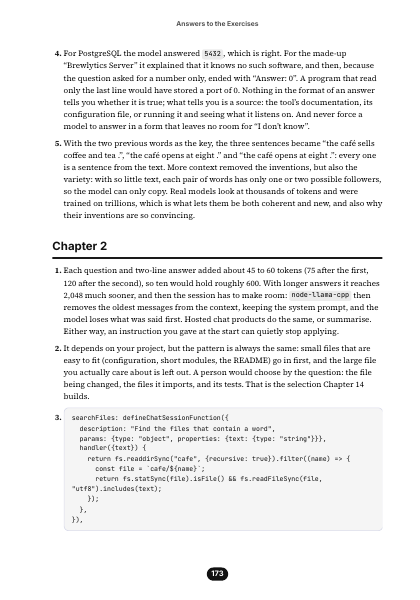 Answers to the Exercises
4. For PostgreSQL the model answered 5432, which is right. For the made-up
“Brewlytics Server” it explained that it knows no such software, and then, because
the question asked for a number only, ended with “Answer: 0”. A program that read
only the last line would have stored a port of 0. Nothing in the format of an answer
tells you whether it is true; what tells you is a source: the tool’s documentation, its
configuration file, or running it and seeing what it listens on. And never force a
model to answer in a form that leaves no room for “I don’t know”.
5. With the two previous words as the key, the three sentences became “the café sells
coffee and tea .”, “the café opens at eight .” and “the café opens at eight .”: every one
is a sentence from the text. More context removed the inventions, but also the
variety: with so little text, each pair of words has only one or two possible followers,
so the model can only copy. Real models look at thousands of tokens and were
trained on trillions, which is what lets them be both coherent and new, and also why
their inventions are so convincing.
Chapter 2
1. Each question and two-line answer added about 45 to 60 tokens (75 after the first,
120 after the second), so ten would hold roughly 600. With longer answers it reaches
2,048 much sooner, and then the session has to make room: node-llama-cpp then
removes the oldest messages from the context, keeping the system prompt, and the
model loses what was said first. Hosted chat products do the same, or summarise.
Either way, an instruction you gave at the start can quietly stop applying.
2. It depends on your project, but the pattern is always the same: small files that are
easy to fit (configuration, short modules, the README) go in first, and the large file
you actually care about is left out. A person would choose by the question: the file
being changed, the files it imports, and its tests. That is the selection Chapter 14
builds.
3. searchFiles: defineChatSessionFunction({
description: "Find the files that contain a word",
params: {type: "object", properties: {text: {type: "string"}}},
handler({text}) {
return fs.readdirSync("cafe", {recursive: true}).filter((name) => {
const file = `cafe/${name}`;
return fs.statSync(file).isFile() && fs.readFileSync(file,
"utf8").includes(text);
});
},
}),
173